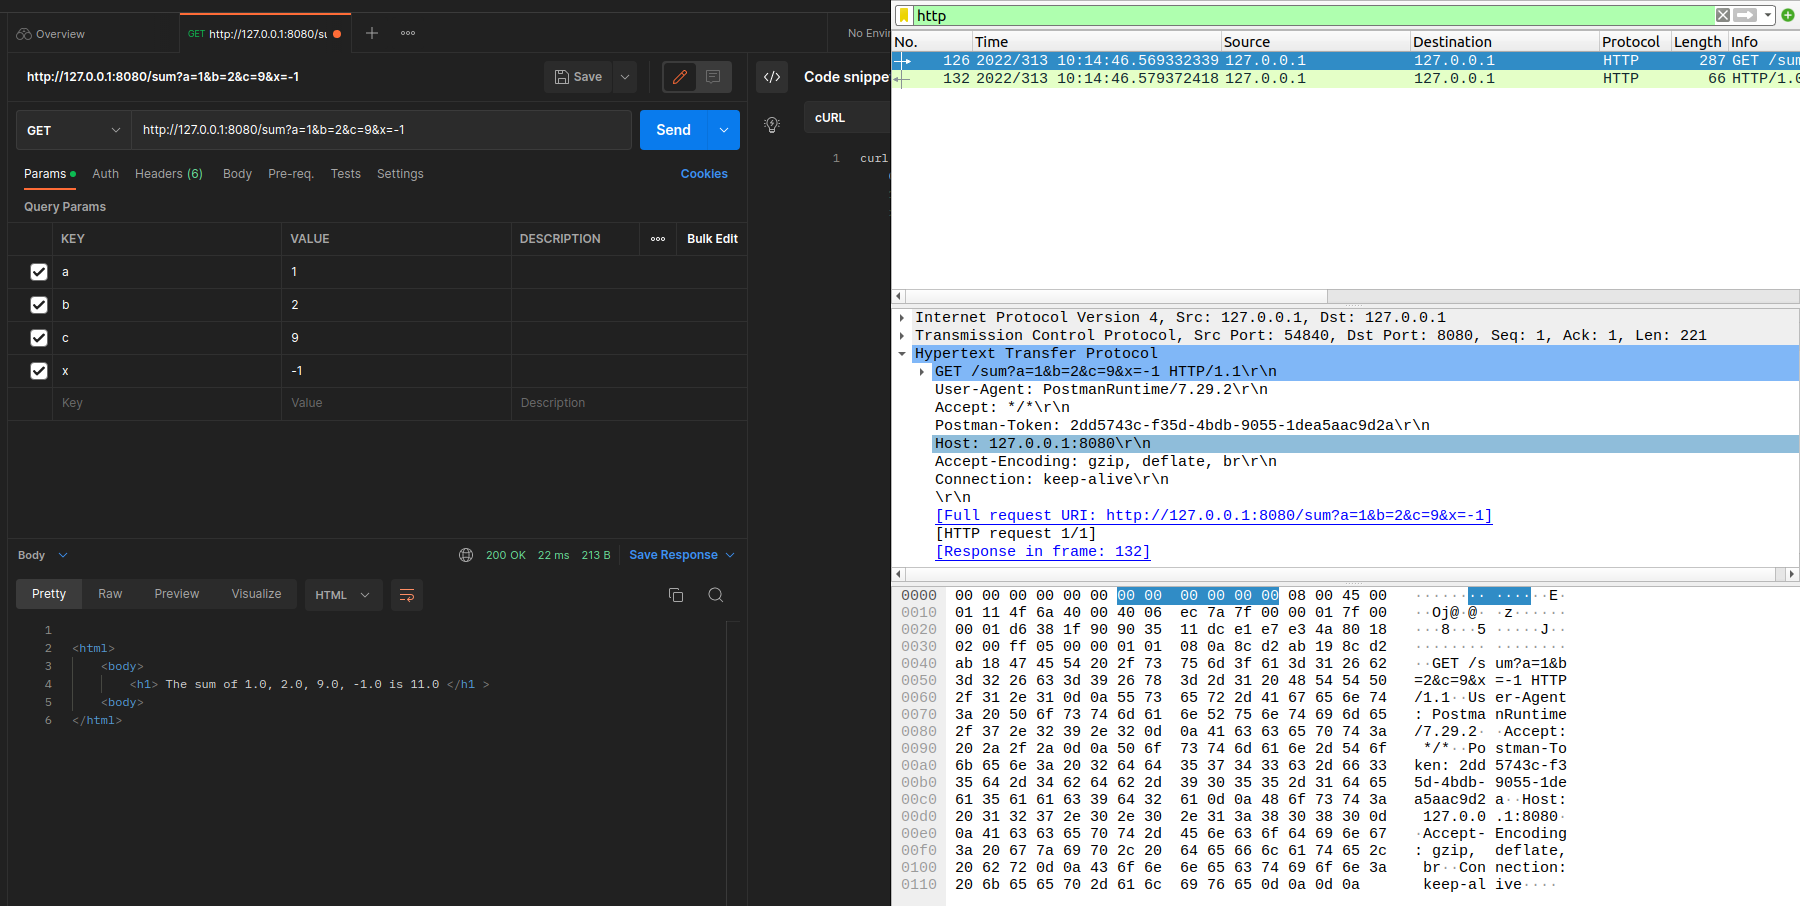 Overview
GET http://127.0.0.1:8080/su
No Envi
http://127.0.0.1:8080/sum?a=1&b=2&c=9&x=-1
Save
Code snippe
GET
http://127.0.0.1:8080/sum?a=1&b=2&c=9&x=-1
Send
cURL
1 curl
Params Auth Headers (6) Body Pre-req. Tests Settings
Cookies
Query Params
KEY VALUE DESCRIPTION Bulk Edit
a 1
b 2
c 9
x -1
Key Value Description
Body
200 OK 22 ms 213 B Save Response
Pretty Raw Preview Visualize HTML
1
2 <html>
3 <body>
4 <h1> The sum of 1.0, 2.0, 9.0, -1.0 is 11.0 </h1 >
5 <body>
6 </html>
http
No. Time Source Destination Protocol Length Info
126 2022/313 10:14:46.569332339 127.0.0.1 127.0.0.1 HTTP 287 GET /sum
132 2022/313 10:14:46.579372418 127.0.0.1 127.0.0.1 HTTP 66 HTTP/1.0
Internet Protocol Version 4, Src: 127.0.0.1, Dst: 127.0.0.1
Transmission Control Protocol, Src Port: 54840, Dst Port: 8080, Seq: 1, Ack: 1, Len: 221
Hypertext Transfer Protocol
GET /sum?a=1&b=2&c=9&x=-1 HTTP/1.1\r\n
User-Agent: PostmanRuntime/7.29.2\r\n
Accept: */*\r\n
Postman-Token: 2dd5743c-f35d-4bdb-9055-1dea5aac9d2a\r\n
Host: 127.0.0.1:8080\r\n
Accept-Encoding: gzip, deflate, br\r\n
Connection: keep-alive\r\n
\r\n
[Full request URI: http://127.0.0.1:8080/sum?a=1&b=2&c=9&x=-1]
[HTTP request 1/1]
[Response in frame: 132]
0000 00 00 00 00 00 00 00 00 00 00 00 00 08 00 45 00 ··············E·
0010 01 11 4f 6a 40 00 40 06 ec 7a 7f 00 00 01 7f 00 ··Oj@·@· ·z······
0020 00 01 d6 38 1f 90 90 35 11 dc e1 e7 e3 4a 80 18 ···8···5 ·····J··
0030 02 00 ff 05 00 00 01 01 08 0a 8c d2 ab 19 8c d2 ········ ········
0040 ab 18 47 45 54 20 2f 73 75 6d 3f 61 3d 31 26 62 ··GET /s um?a=1&b
0050 3d 32 26 63 3d 39 26 78 3d 2d 31 20 48 54 54 50 =2&c=9&x =-1 HTTP
0060 2f 31 2e 31 0d 0a 55 73 65 72 2d 41 67 65 6e 74 /1.1··Us er-Agent
0070 3a 20 50 6f 73 74 6d 61 6e 52 75 6e 74 69 6d 65 : Postma nRuntime
0080 2f 37 2e 32 39 2e 32 0d 0a 41 63 63 65 70 74 3a /7.29.2· ·Accept:
0090 20 2a 2f 2a 0d 0a 50 6f 73 74 6d 61 6e 2d 54 6f */*··Po stman-To
00a0 6b 65 6e 3a 20 32 64 64 35 37 34 33 63 2d 66 33 ken: 2dd 5743c-f3
00b0 35 64 2d 34 62 64 62 2d 39 30 35 35 2d 31 64 65 5d-4bdb- 9055-1de
00c0 61 35 61 61 63 39 64 32 61 0d 0a 48 6f 73 74 3a a5aac9d2 a··Host:
00d0 20 31 32 37 2e 30 2e 30 2e 31 3a 38 30 38 30 0d 127.0.0 .1:8080·
00e0 0a 41 63 63 65 70 74 2d 45 6e 63 6f 64 69 6e 67 ·Accept- Encoding
00f0 3a 20 67 7a 69 70 2c 20 64 65 66 6c 61 74 65 2c : gzip, deflate,
0100 20 62 72 0d 0a 43 6f 6e 6e 65 63 74 69 6f 6e 3a br··Con nection:
0110 20 6b 65 65 70 2d 61 6c 69 76 65 0d 0a 0d 0a keep-al ive····